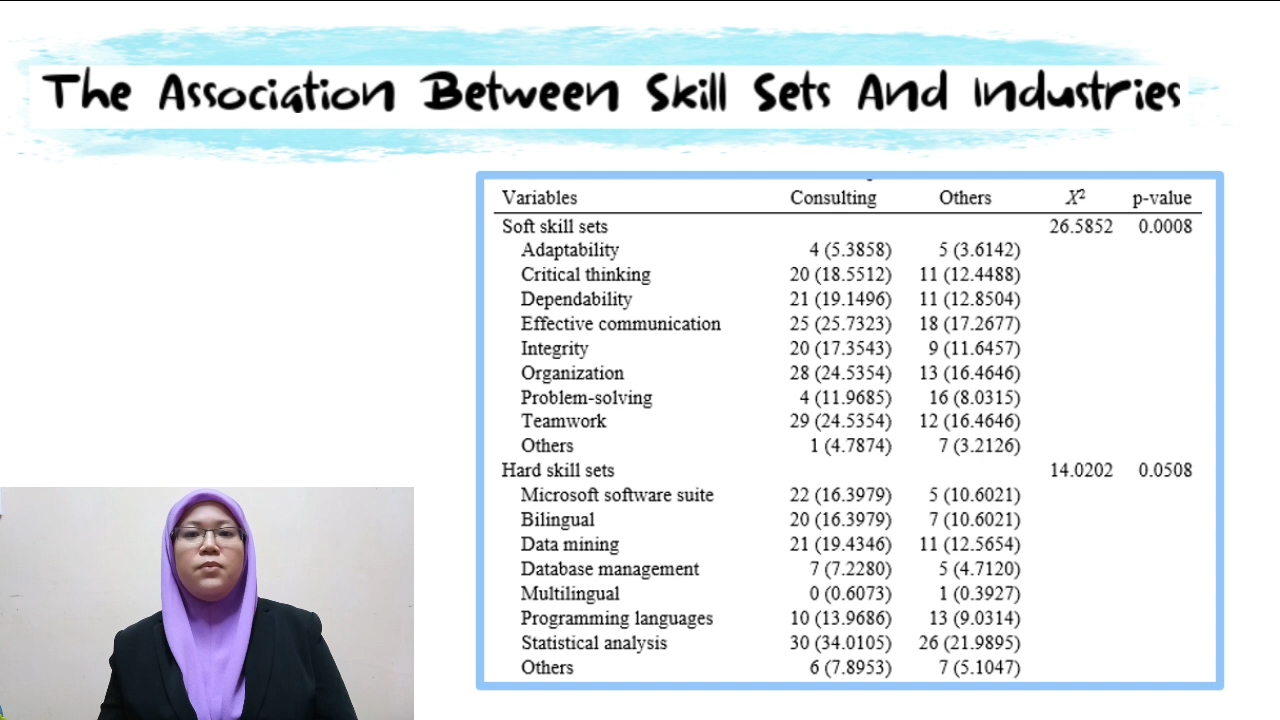 The Association Between Skill Sets And Industries
Variables Consulting Others X² p-value
Soft skill sets 26.5852 0.0008
Adaptability 4 (5.3858) 5 (3.6142)
Critical thinking 20 (18.5512) 11 (12.4488)
Dependability 21 (19.1496) 11 (12.8504)
Effective communication 25 (25.7323) 18 (17.2677)
Integrity 20 (17.3543) 9 (11.6457)
Organization 28 (24.5354) 13 (16.4646)
Problem-solving 4 (11.9685) 16 (8.0315)
Teamwork 29 (24.5354) 12 (16.4646)
Others 1 (4.7874) 7 (3.2126)
Hard skill sets 14.0202 0.0508
Microsoft software suite 22 (16.3979) 5 (10.6021)
Bilingual 20 (16.3979) 7 (10.6021)
Data mining 21 (19.4346) 11 (12.5654)
Database management 7 (7.2280) 5 (4.7120)
Multilingual 0 (0.6073) 1 (0.3927)
Programming languages 10 (13.9686) 13 (9.0314)
Statistical analysis 30 (34.0105) 26 (21.9895)
Others 6 (7.8953) 7 (5.1047)